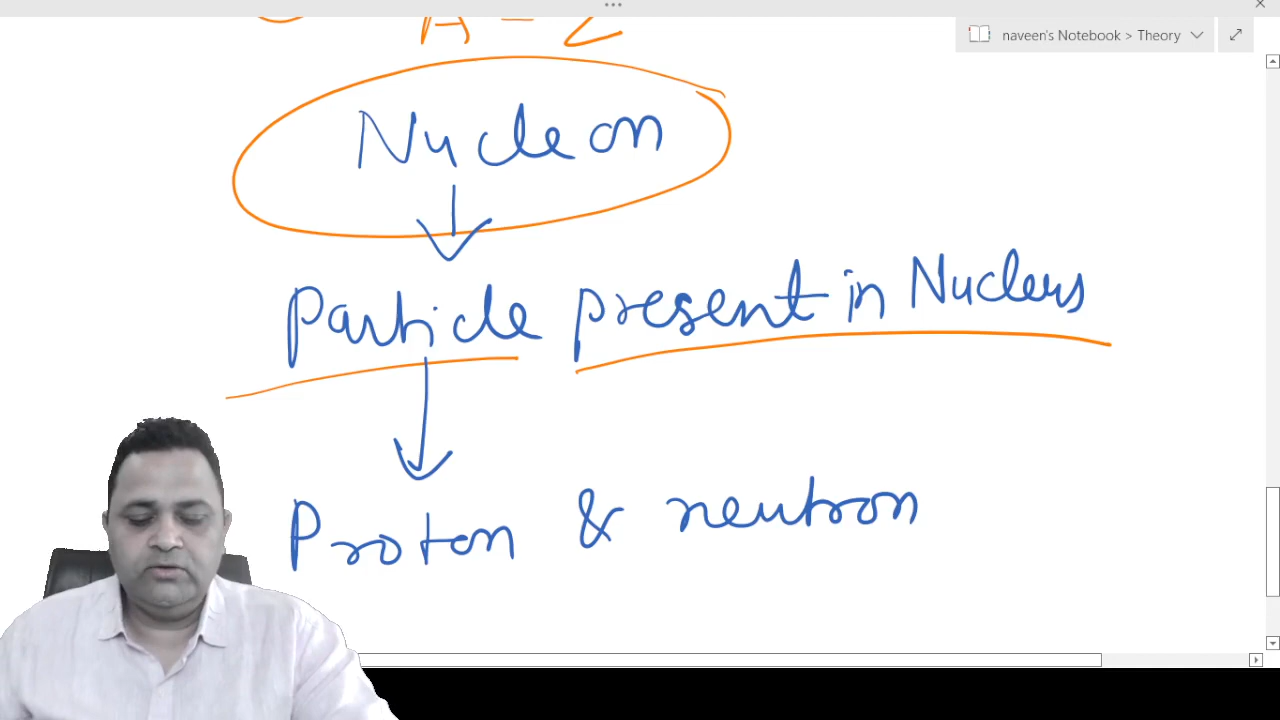 A - Z
naveen's Notebook > Theory
Nucleon
Particle present in Nucleus
Proton & neutron